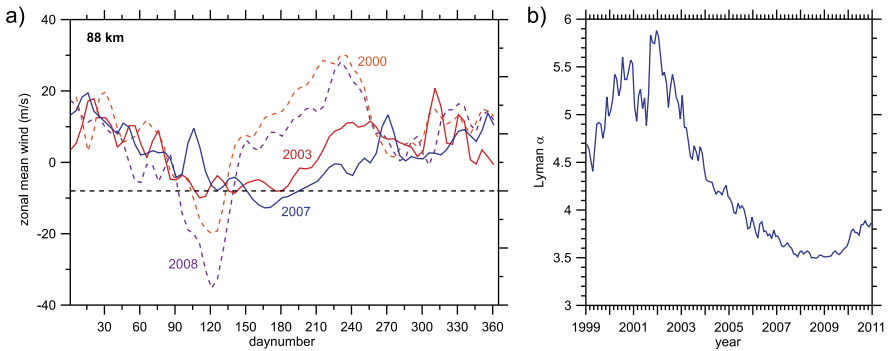 a)
88 km
zonal mean wind (m/s)
40
20
0
-20
-40
2000
2003
2007
2008
30 60 90 120 150 180 210 240 270 300 330 360
daynumber
b)
Lyman α
6
5.5
5
4.5
4
3.5
3
1999 2001 2003 2005 2007 2009 2011
year